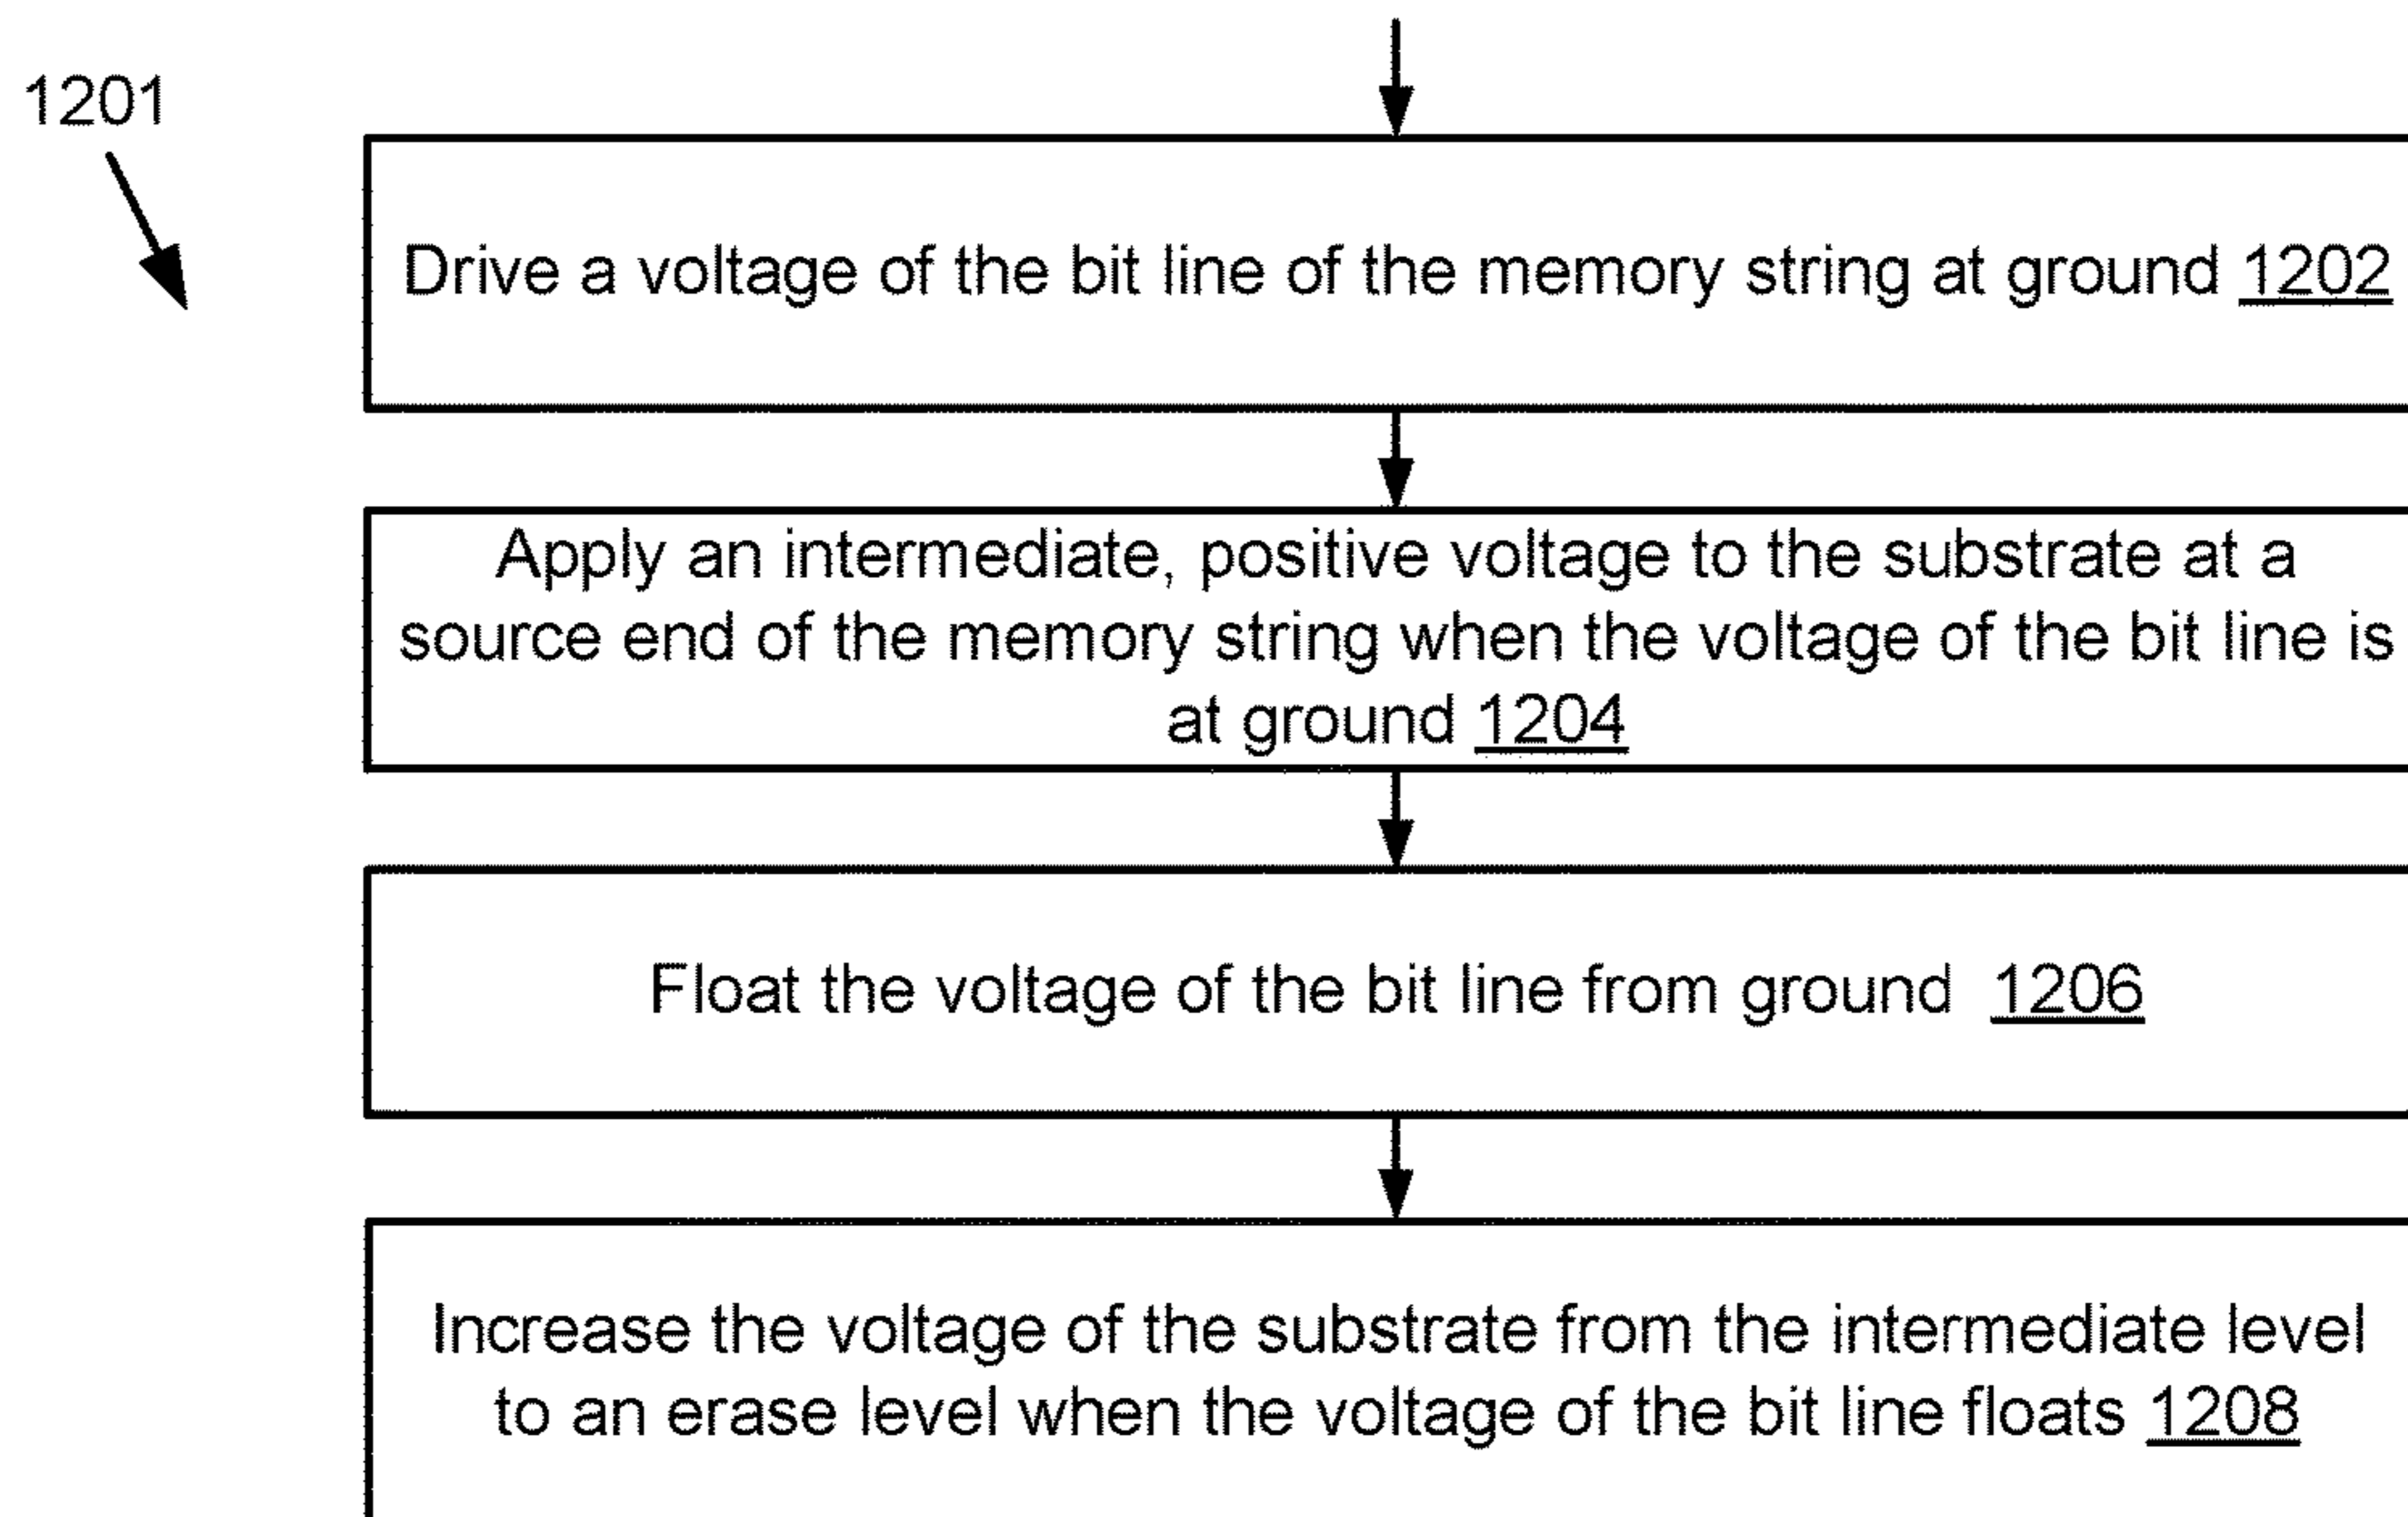 1201
Drive a voltage of the bit line of the memory string at ground 1202
Apply an intermediate, positive voltage to the substrate at a
source end of the memory string when the voltage of the bit line is
at ground 1204
Float the voltage of the bit line from ground 1206
Increase the voltage of the substrate from the intermediate level
to an erase level when the voltage of the bit line floats 1208